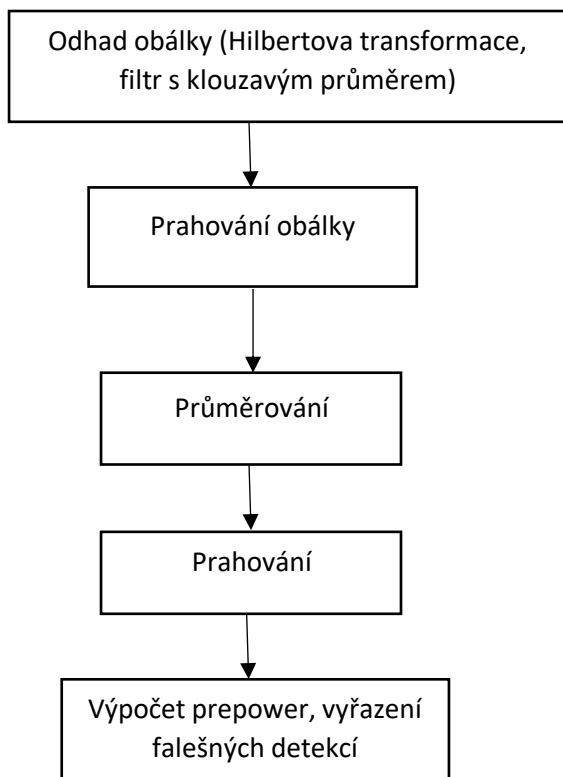 Odhad obálky (Hilbertova transformace,
filtr s klouzavým průměrem)
Prahování obálky
Průměrování
Prahování
Výpočet prepower, vyřazení
falešných detekcí